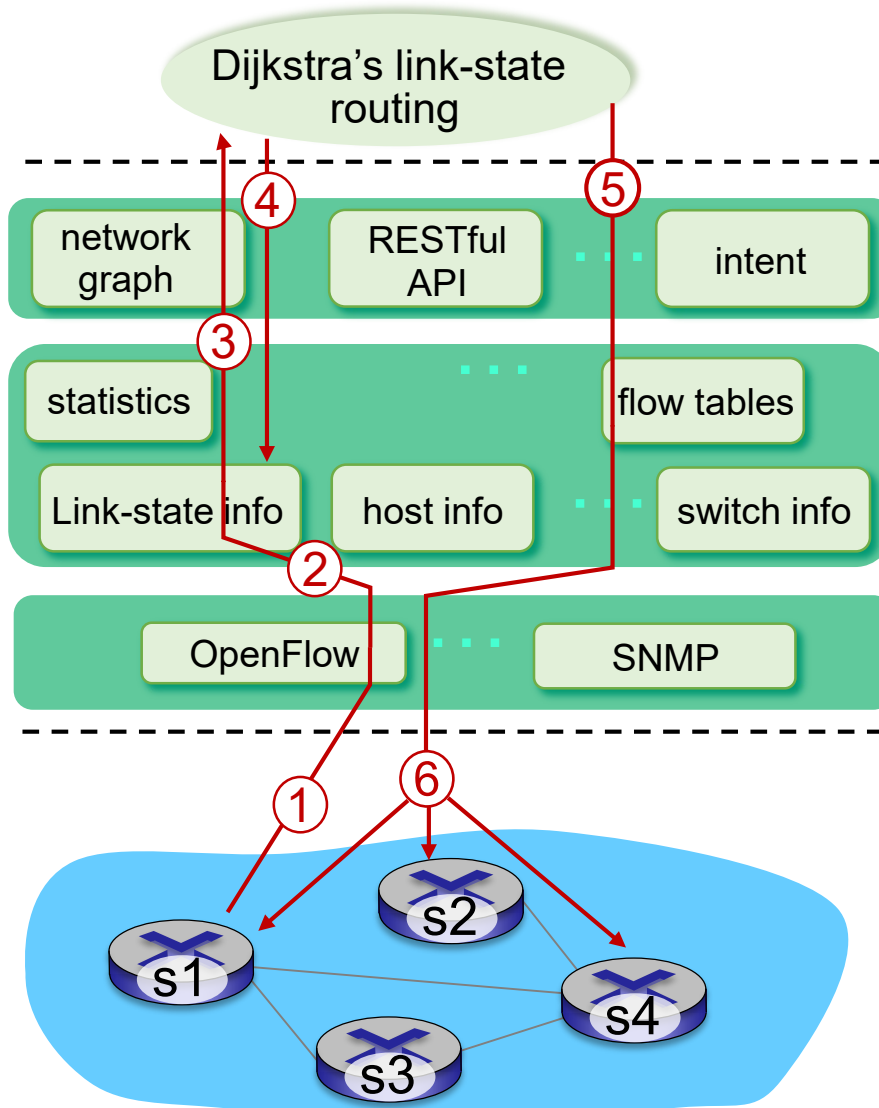 Dijkstra’s link-state
routing
4
5
network
graph
RESTful
API
intent
3
statistics
flow tables
Link-state info
host info
switch info
2
OpenFlow
SNMP
1
6
s2
s1
s4
s3